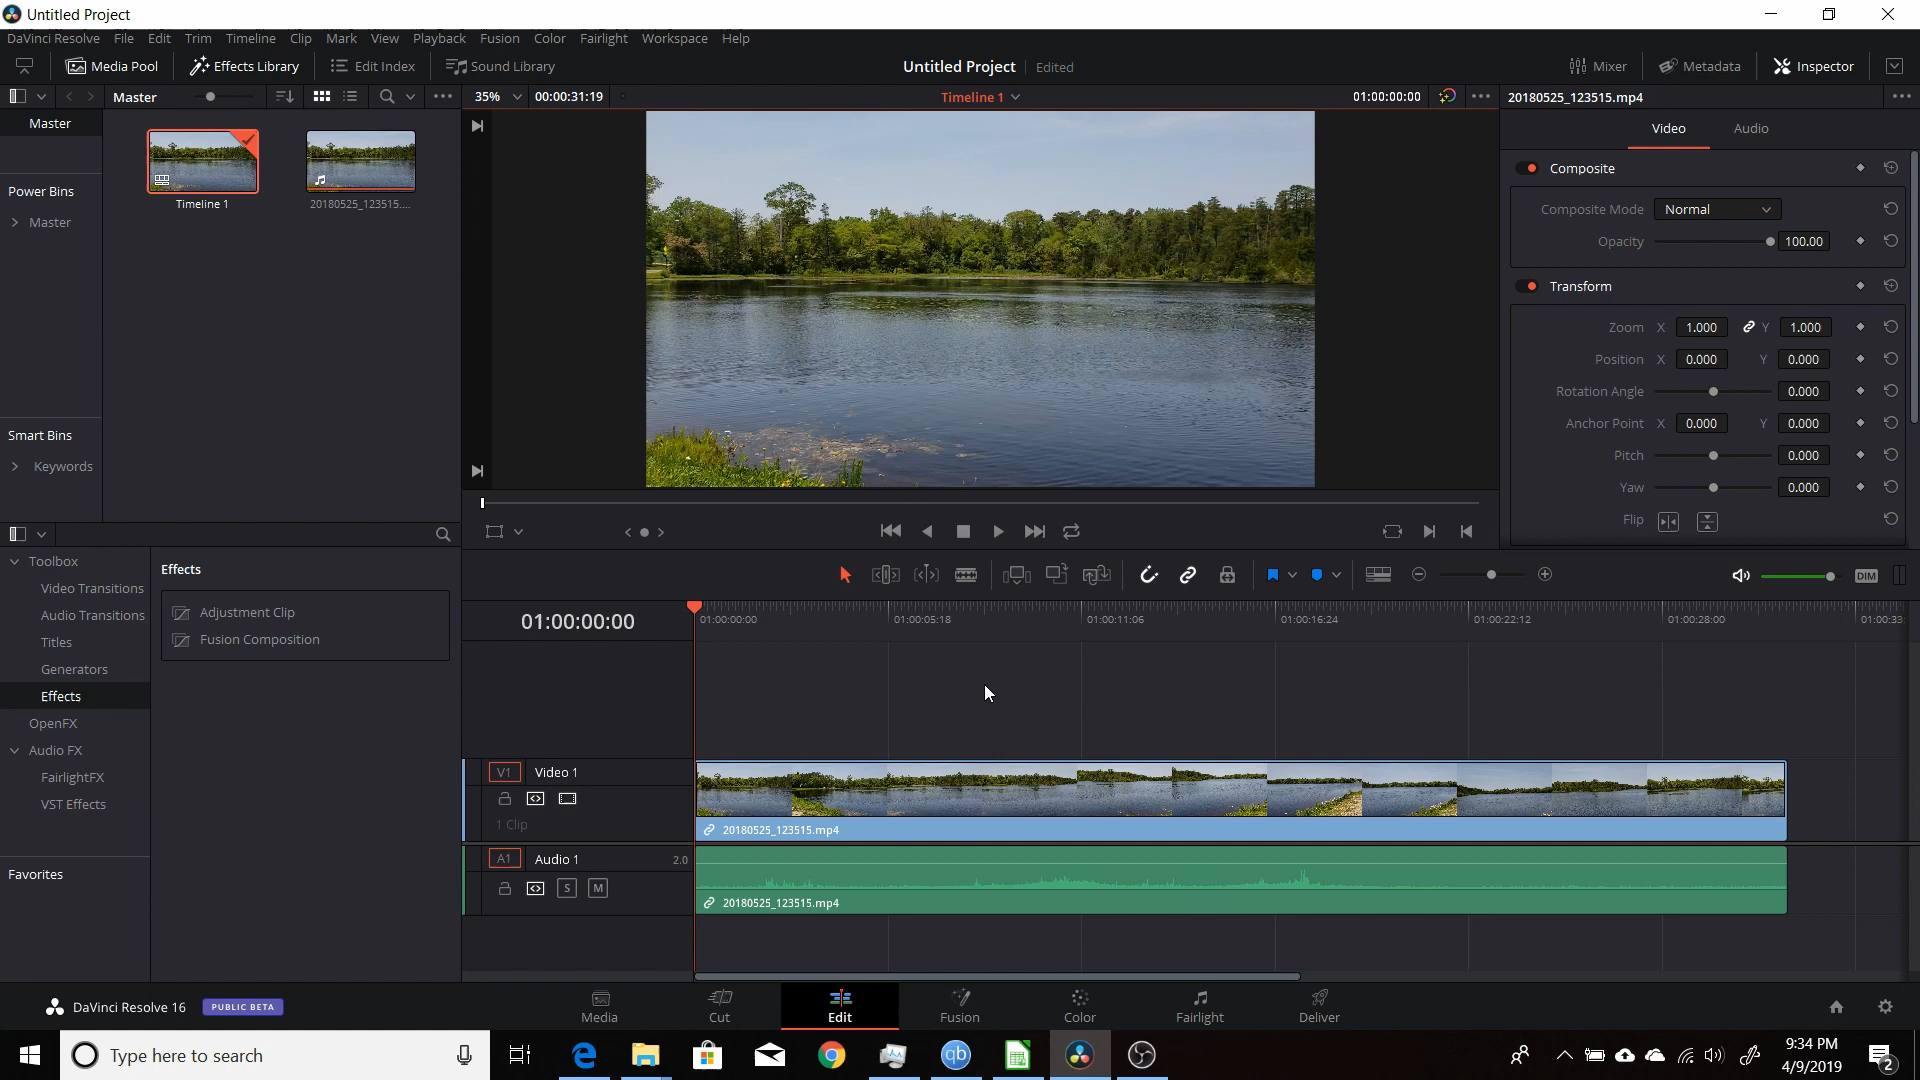 Untitled Project
DaVinci Resolve File Edit Trim Timeline Clip Mark View Playback Fusion Color Fairlight Workspace Help
Media Pool Effects Library Edit Index Sound Library Untitled Project Edited Mixer Metadata Inspector
Master 35% 00:00:31:19 Timeline 1 01:00:00:00 20180525_123515.mp4
Master
Power Bins
Master
Smart Bins
Keywords
Timeline 1 20180525_123515....
Video Audio
Composite
Composite Mode Normal
Opacity 100.00
Transform
Zoom X 1.000 Y 1.000
Position X 0.000 Y 0.000
Rotation Angle 0.000
Anchor Point X 0.000 Y 0.000
Pitch 0.000
Yaw 0.000
Flip
Toolbox
Video Transitions
Audio Transitions
Titles
Generators
Effects
OpenFX
Audio FX
FairlightFX
VST Effects
Favorites
Effects
Adjustment Clip
Fusion Composition
DIM
01:00:00:00 01:00:00:00 01:00:05:18 01:00:11:06 01:00:16:24 01:00:22:12 01:00:28:00 01:00:33:
V1 Video 1
1 Clip
20180525_123515.mp4
A1 Audio 1 2.0
S M
20180525_123515.mp4
DaVinci Resolve 16 PUBLIC BETA
Media Cut Edit Fusion Color Fairlight Deliver
Type here to search
qb
9:34 PM
4/9/2019
2